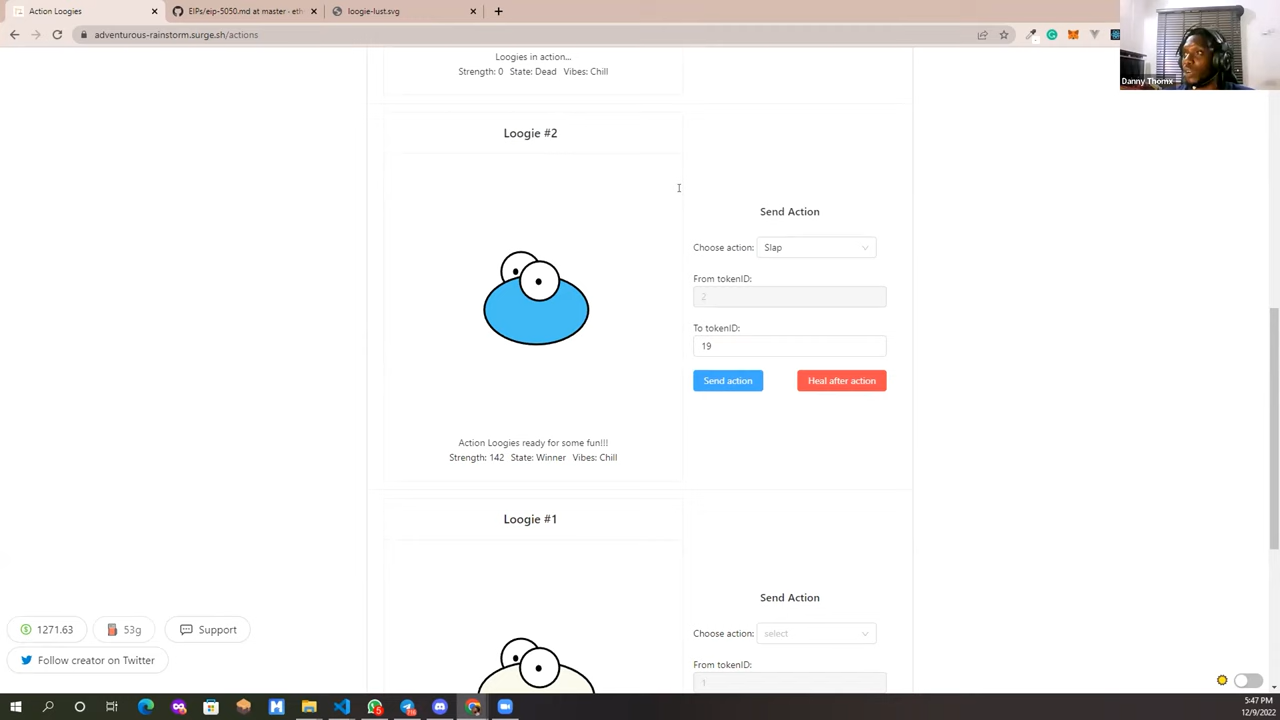 Action Loogies
EIPs/eip-5050.md at master · eth
loogie-lust.svg
adventurous-rainstorm.surge.sh/actions
Danny Thomx
Loogies in action...
Strength: 0 State: Dead Vibes: Chill
Loogie #2
Send Action
Choose action: Slap
From tokenID:
2
To tokenID:
19
Send action Heal after action
Action Loogies ready for some fun!!!
Strength: 142 State: Winner Vibes: Chill
Loogie #1
Send Action
Choose action: select
From tokenID:
1
1271.63 53g Support
Follow creator on Twitter
5:47 PM
12/9/2022